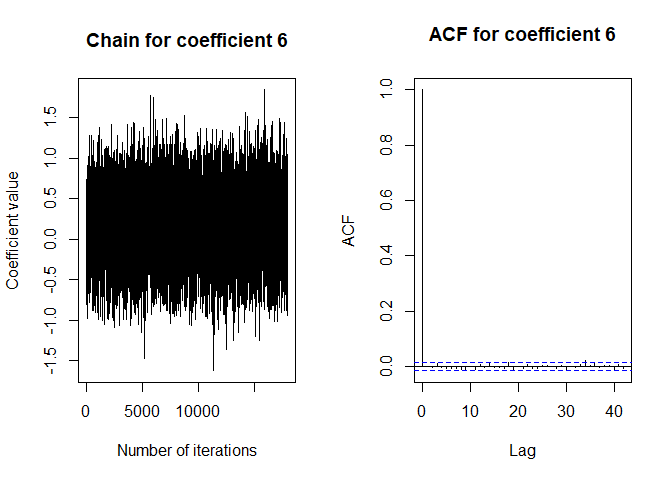 Chain for coefficient 6
Coefficient value
1.5
1.0
0.5
0.0
-0.5
-1.0
-1.5
0 5000 10000
Number of iterations
ACF for coefficient 6
ACF
1.0
0.8
0.6
0.4
0.2
0.0
0 10 20 30 40
Lag